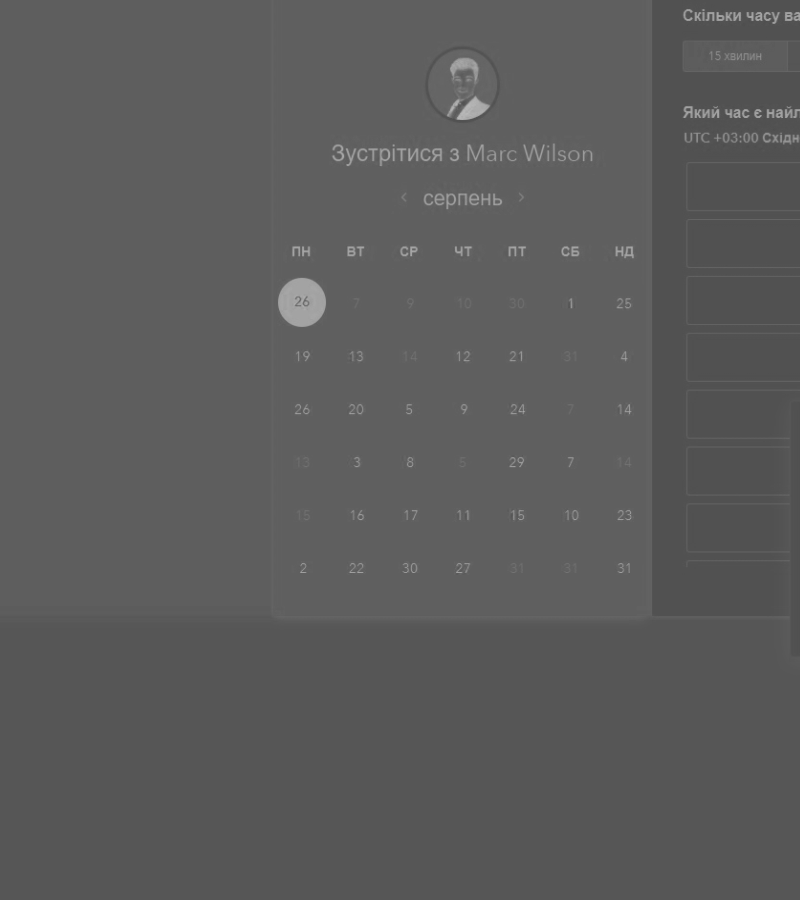 Скільки часу ва
15 хвилин
Зустрітися з Marc Wilson
Який час є найл
UTC +03:00 Східн
‹ серпень ›
ПН ВТ СР ЧТ ПТ СБ НД
26 7 9 10 30 1 25
19 13 14 12 21 31 4
26 20 5 9 24 7 14
13 3 8 5 29 7 14
15 16 17 11 15 10 23
2 22 30 27 31 31 31